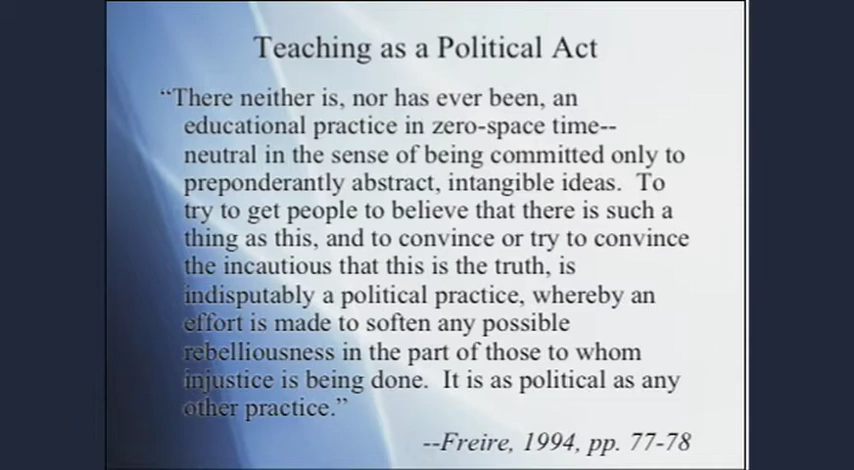 Teaching as a Political Act
“There neither is, nor has ever been, an
educational practice in zero-space time--
neutral in the sense of being committed only to
preponderantly abstract, intangible ideas.  To
try to get people to believe that there is such a
thing as this, and to convince or try to convince
the incautious that this is the truth, is
indisputably a political practice, whereby an
effort is made to soften any possible
rebelliousness in the part of those to whom
injustice is being done.  It is as political as any
other practice.”
--Freire, 1994, pp. 77-78